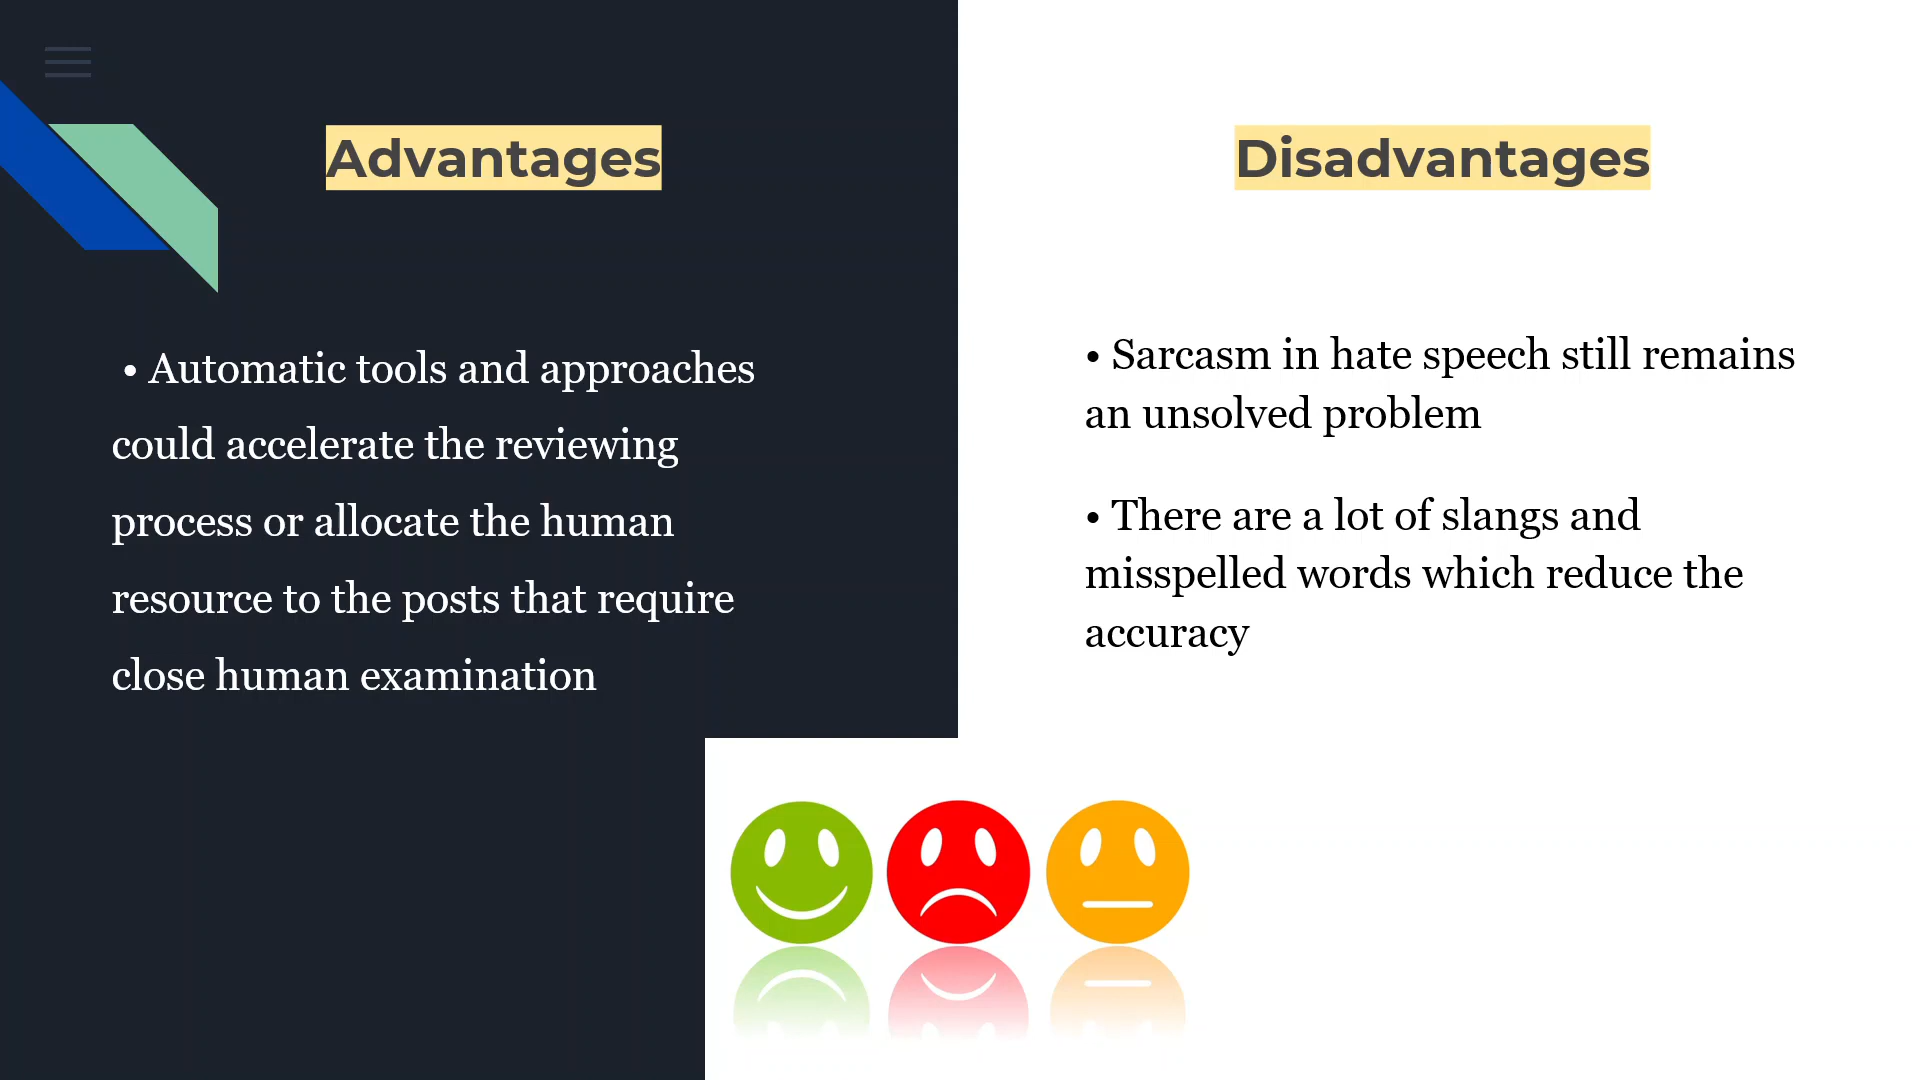 Advantages
• Automatic tools and approaches
could accelerate the reviewing
process or allocate the human
resource to the posts that require
close human examination
Disadvantages
• Sarcasm in hate speech still remains
an unsolved problem
• There are a lot of slangs and
misspelled words which reduce the
accuracy